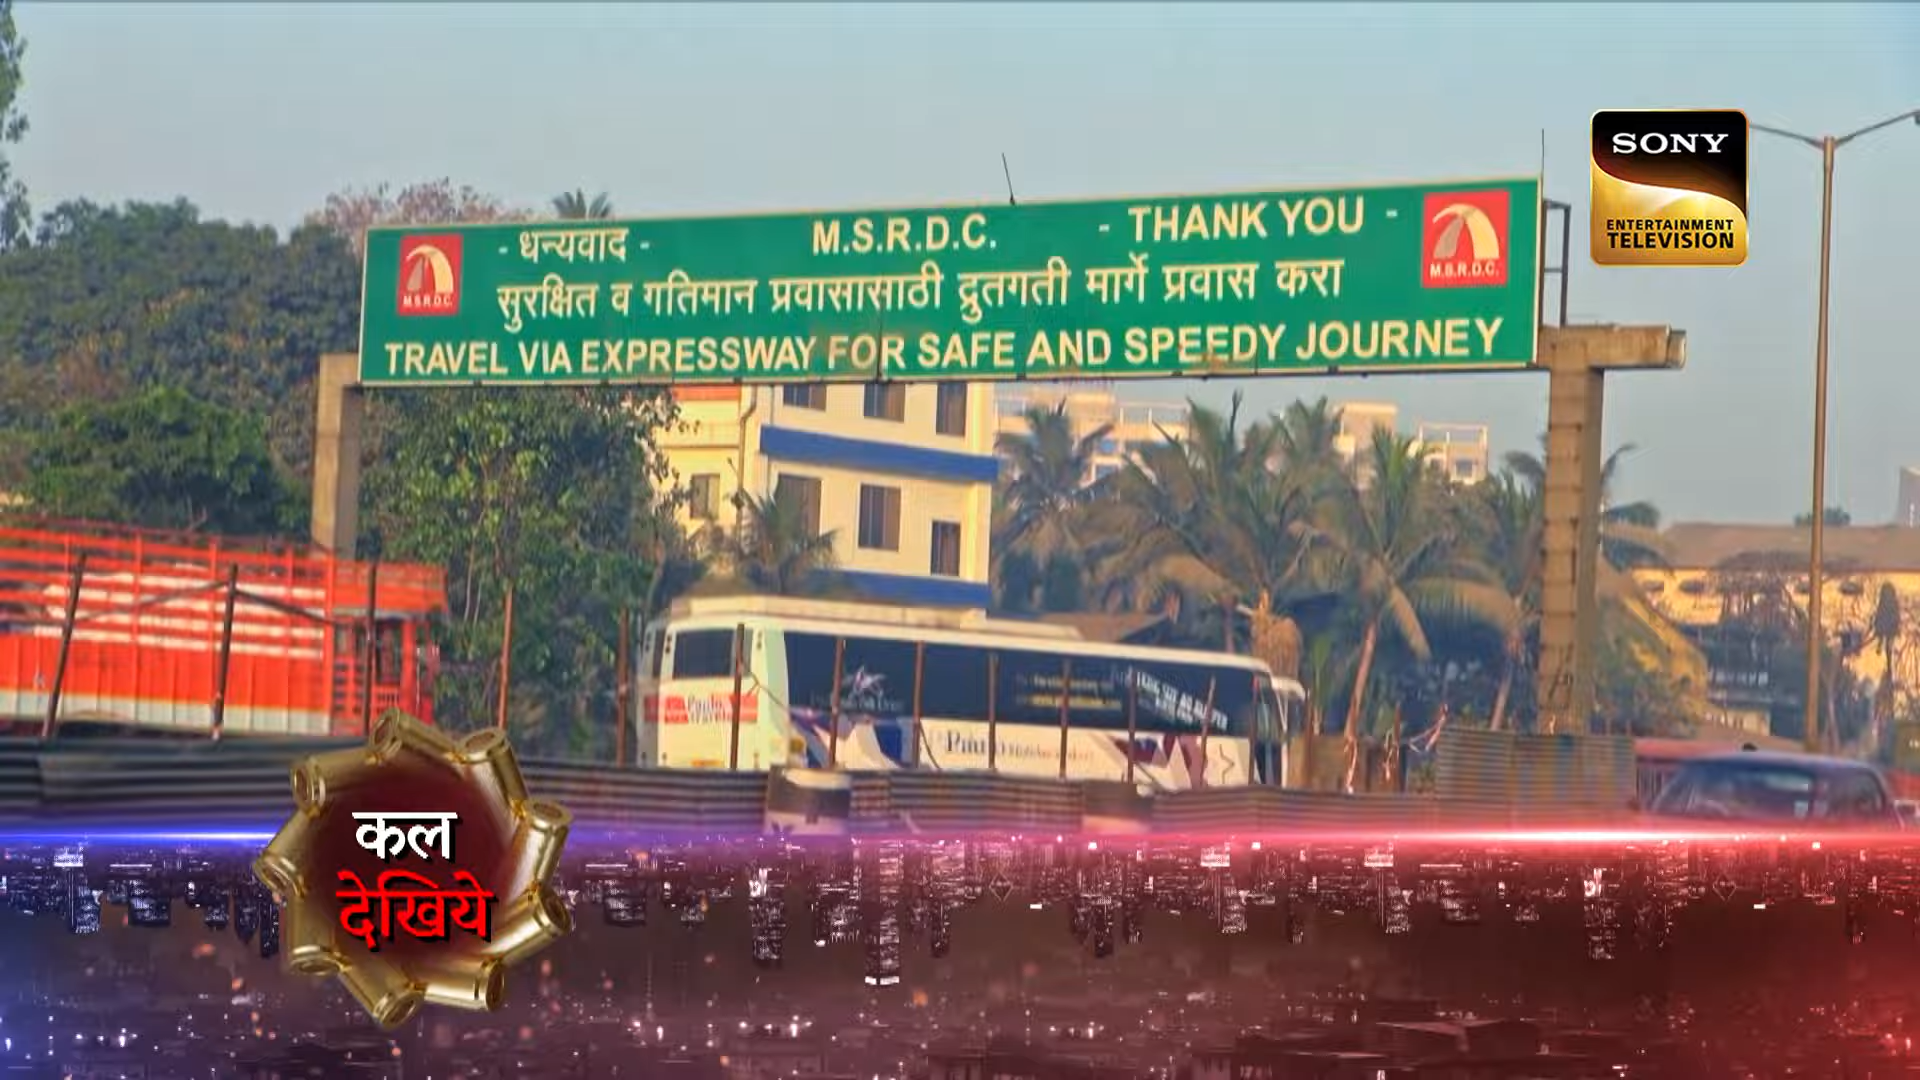 - धन्यवाद - M.S.R.D.C. - THANK YOU -
सुरक्षित व गतिमान प्रवासासाठी द्रुतगती मार्गे प्रवास करा
TRAVEL VIA EXPRESSWAY FOR SAFE AND SPEEDY JOURNEY
M.S.R.D.C.
M.S.R.D.C.
SONY
ENTERTAINMENT
TELEVISION
Paulo
कल
देखिये